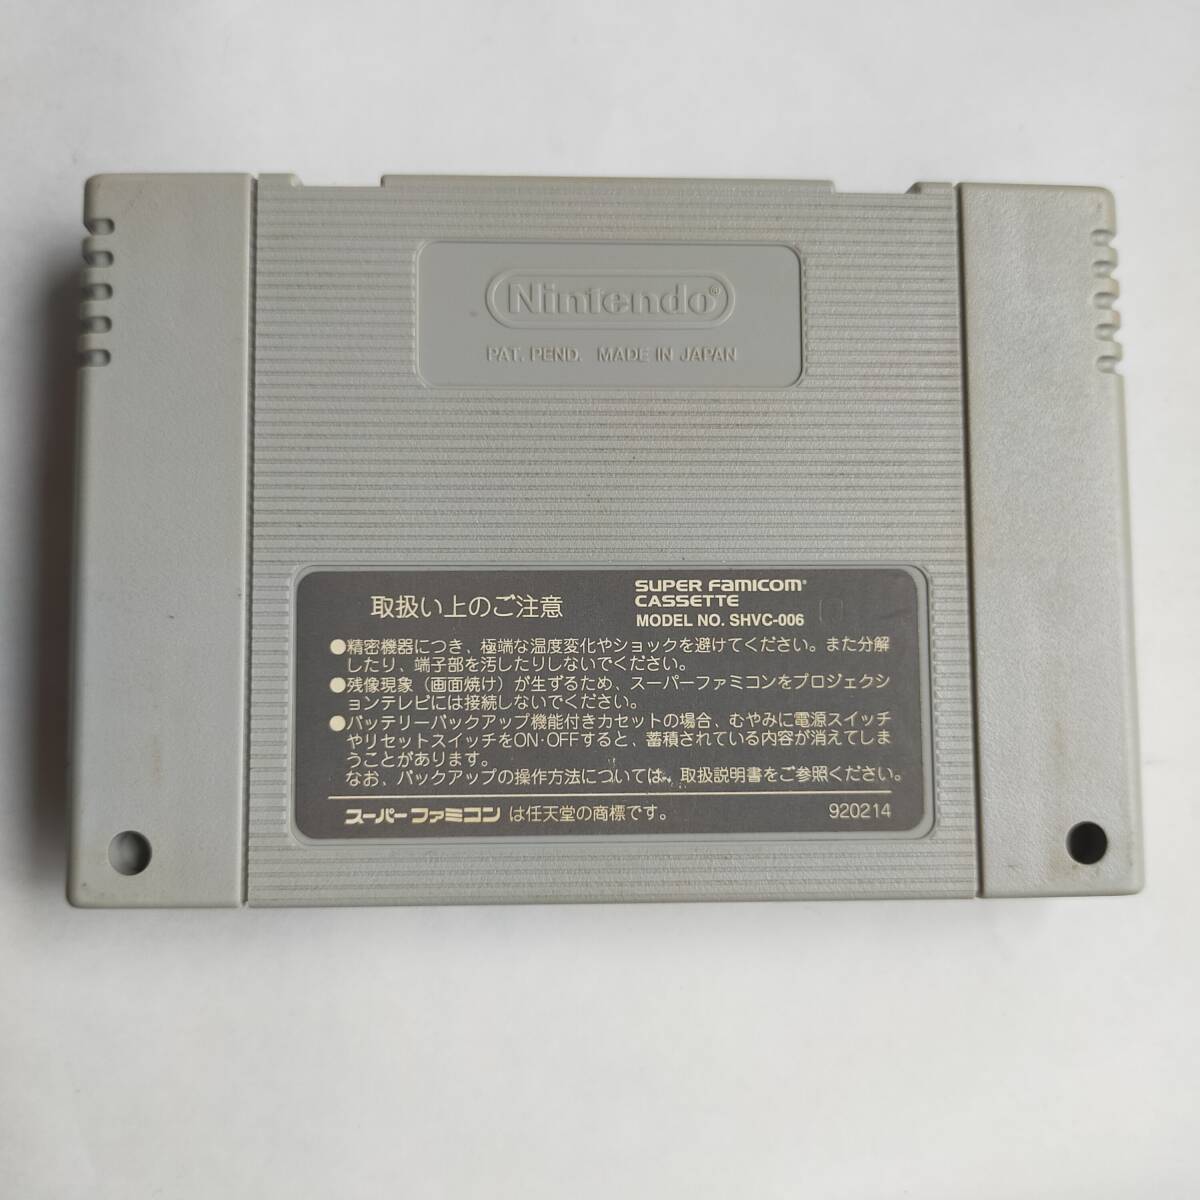 Nintendo®
PAT. PEND. MADE IN JAPAN
取扱い上のご注意
SUPER FAMICOM®
CASSETTE
MODEL NO. SHVC-006
●精密機器につき、極端な温度変化やショックを避けてください。また分解
したり、端子部を汚したりしないでください。
●残像現象（画面焼け）が生ずるため、スーパーファミコンをプロジェクシ
ョンテレビには接続しないでください。
●バッテリーバックアップ機能付きカセットの場合、むやみに電源スイッチ
やリセットスイッチをON・OFFすると、蓄積されている内容が消えてしま
うことがあります。
なお、バックアップの操作方法については、取扱説明書をご参照ください。
スーパーファミコン は任天堂の商標です。
920214